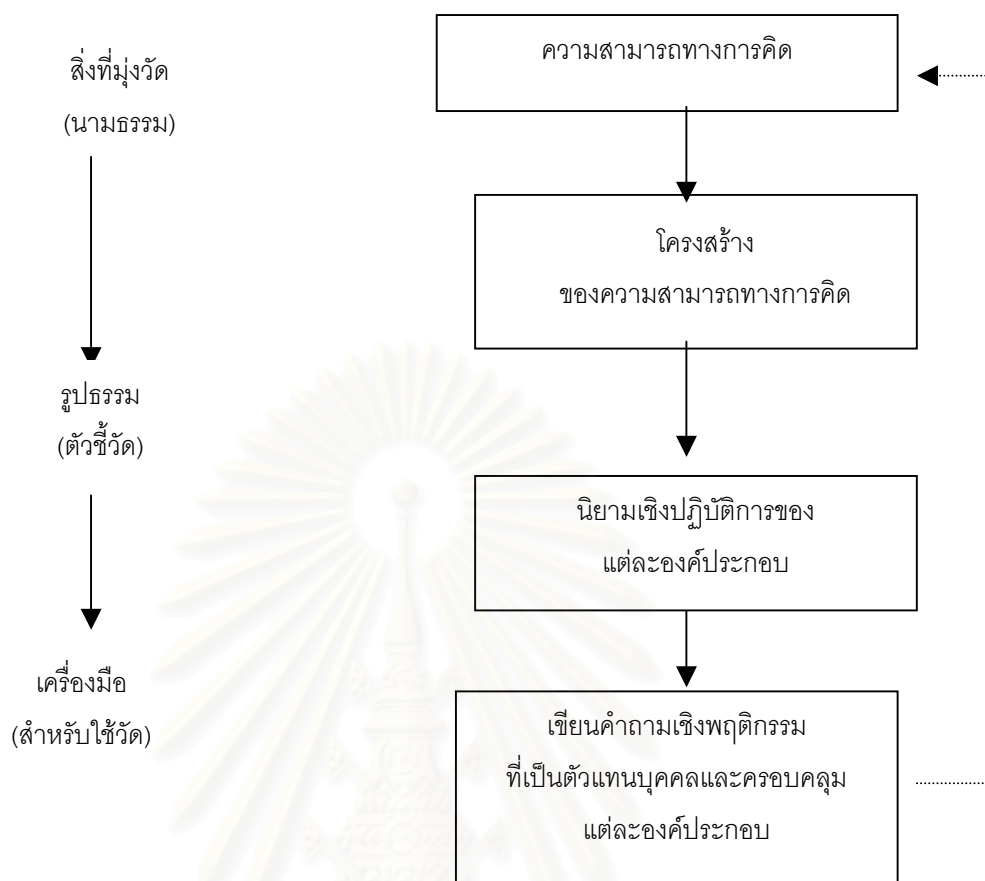 สิ่งที่มุ่งวัด
(นามธรรม)
รูปธรรม
(ตัวชี้วัด)
เครื่องมือ
(สำหรับใช้วัด)
ความสามารถทางการคิด
โครงสร้าง
ของความสามารถทางการคิด
นิยามเชิงปฏิบัติการของ
แต่ละองค์ประกอบ
เขียนคำถามเชิงพฤติกรรม
ที่เป็นตัวแทนบุคคลและครอบคลุม
แต่ละองค์ประกอบ